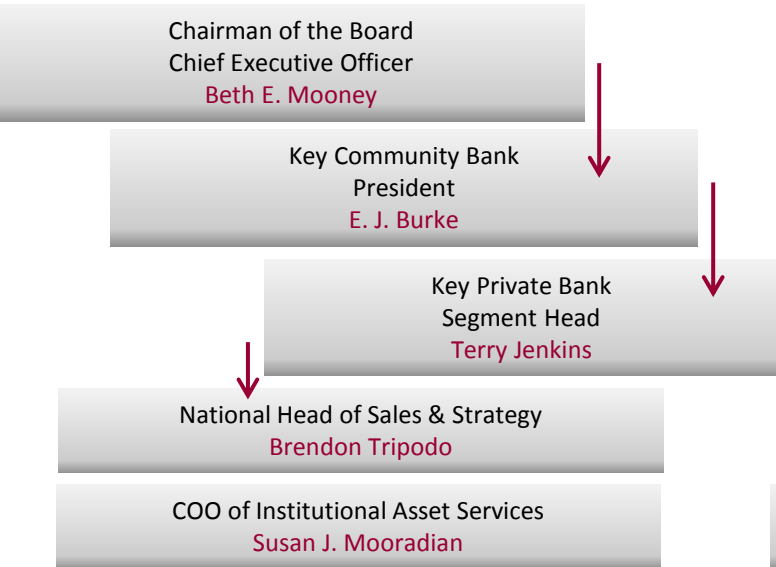 Chairman of the Board
Chief Executive Officer
Beth E. Mooney
Key Community Bank
President
E. J. Burke
Key Private Bank
Segment Head
Terry Jenkins
National Head of Sales & Strategy
Brendon Tripodo
COO of Institutional Asset Services
Susan J. Mooradian